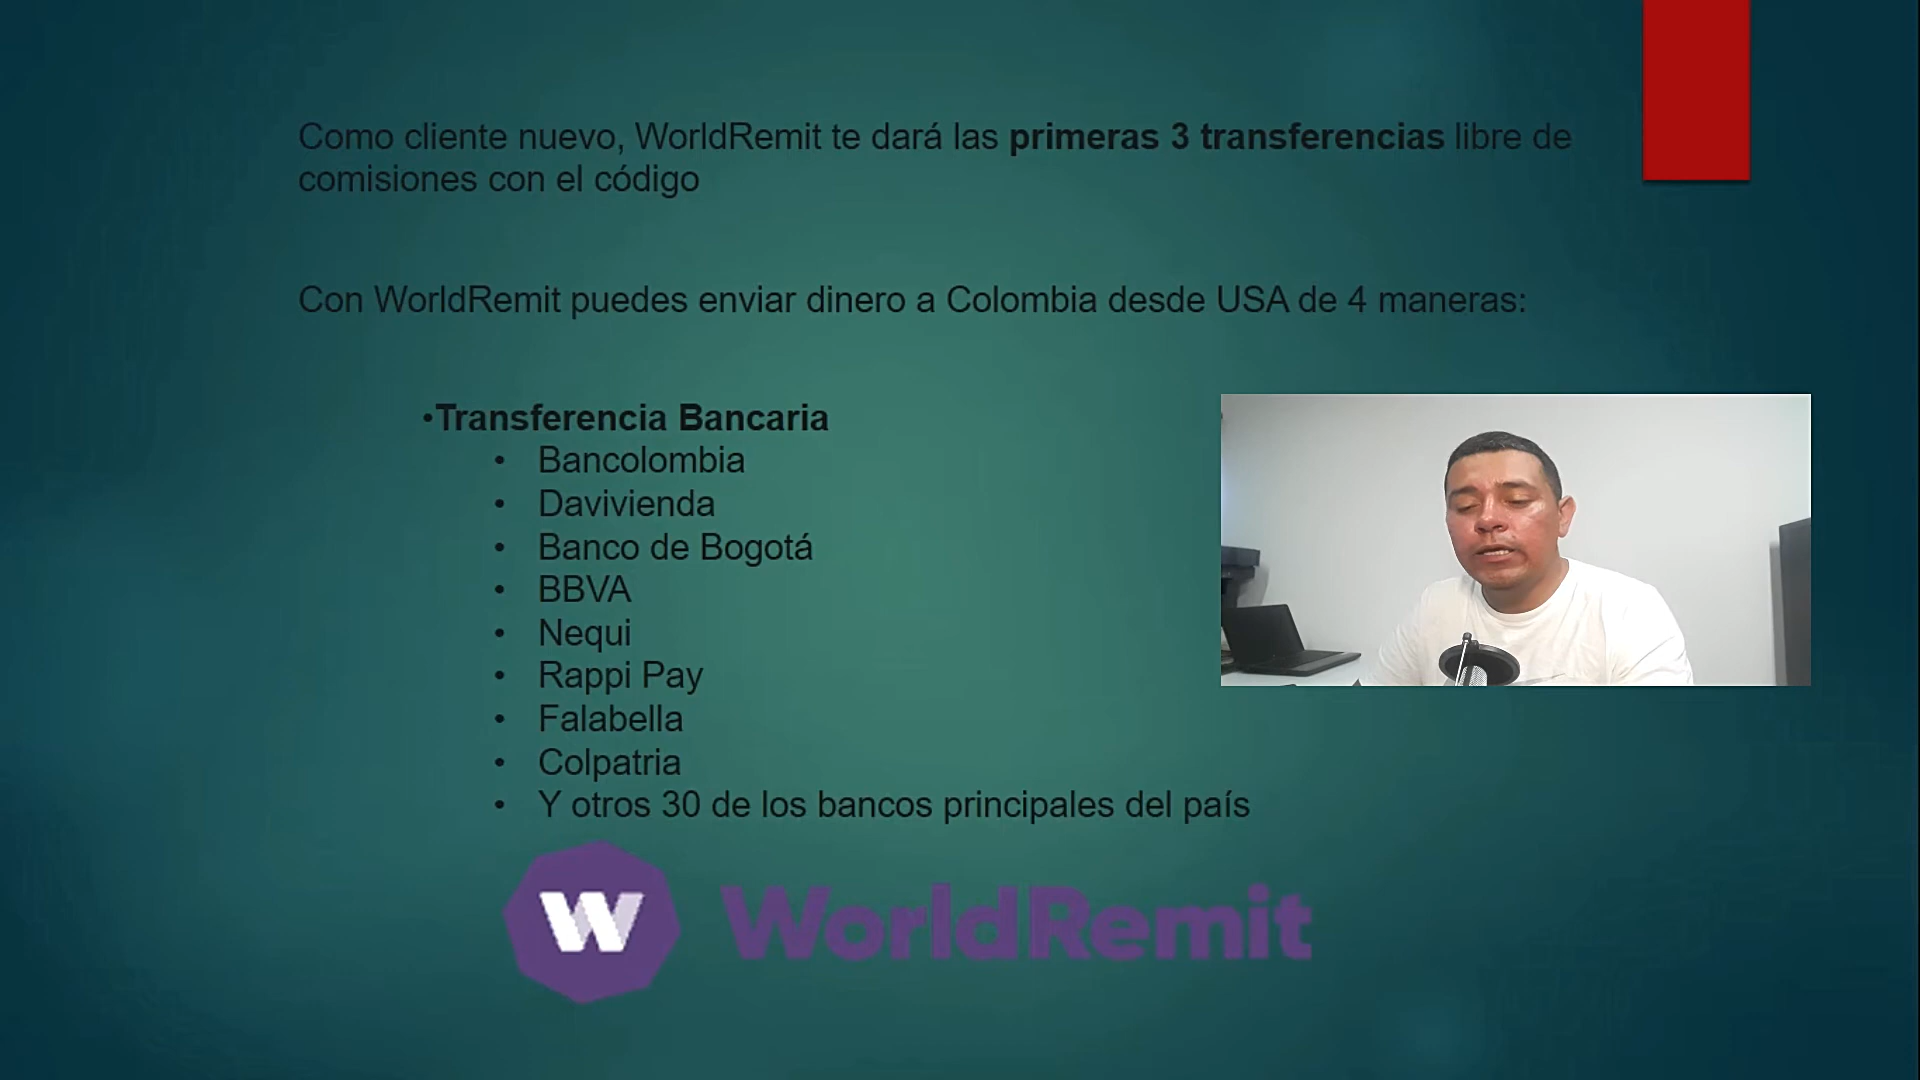 Como cliente nuevo, WorldRemit te dará las primeras 3 transferencias libre de
comisiones con el código
Con WorldRemit puedes enviar dinero a Colombia desde USA de 4 maneras:
•Transferencia Bancaria
• Bancolombia
• Davivienda
• Banco de Bogotá
• BBVA
• Nequi
• Rappi Pay
• Falabella
• Colpatria
• Y otros 30 de los bancos principales del país
W WorldRemit